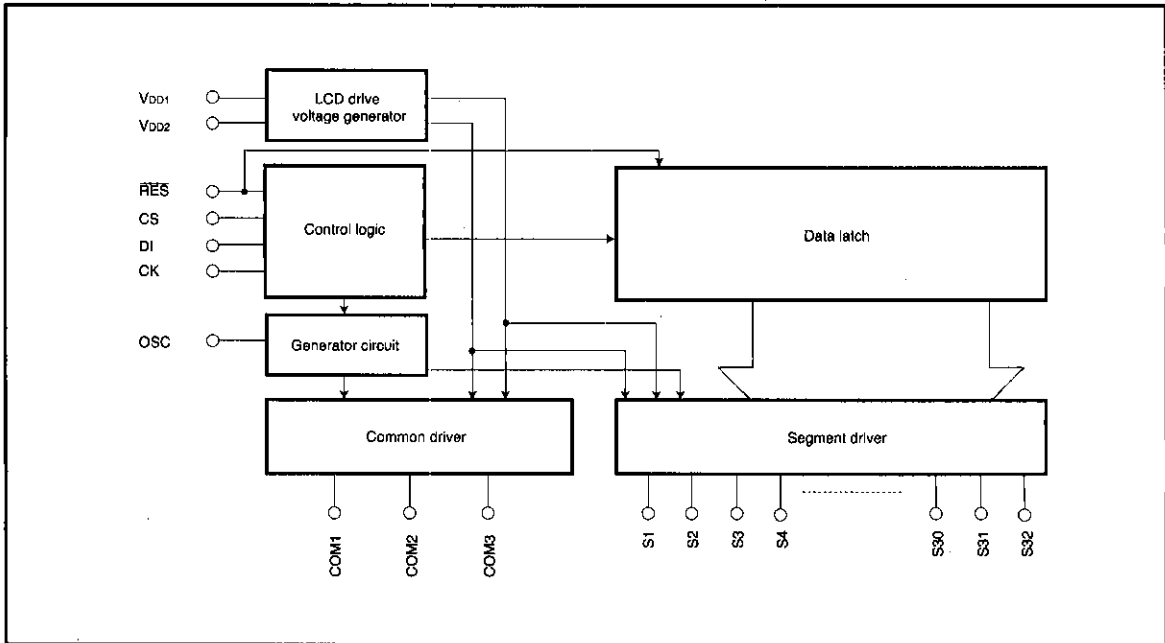 VDD1
VDD2
LCD drive
voltage generator
RES
CS
DI
CK
Control logic
Data latch
OSC
Generator circuit
Common driver
Segment driver
COM1
COM2
COM3
S1
S2
S3
S4
S30
S31
S32